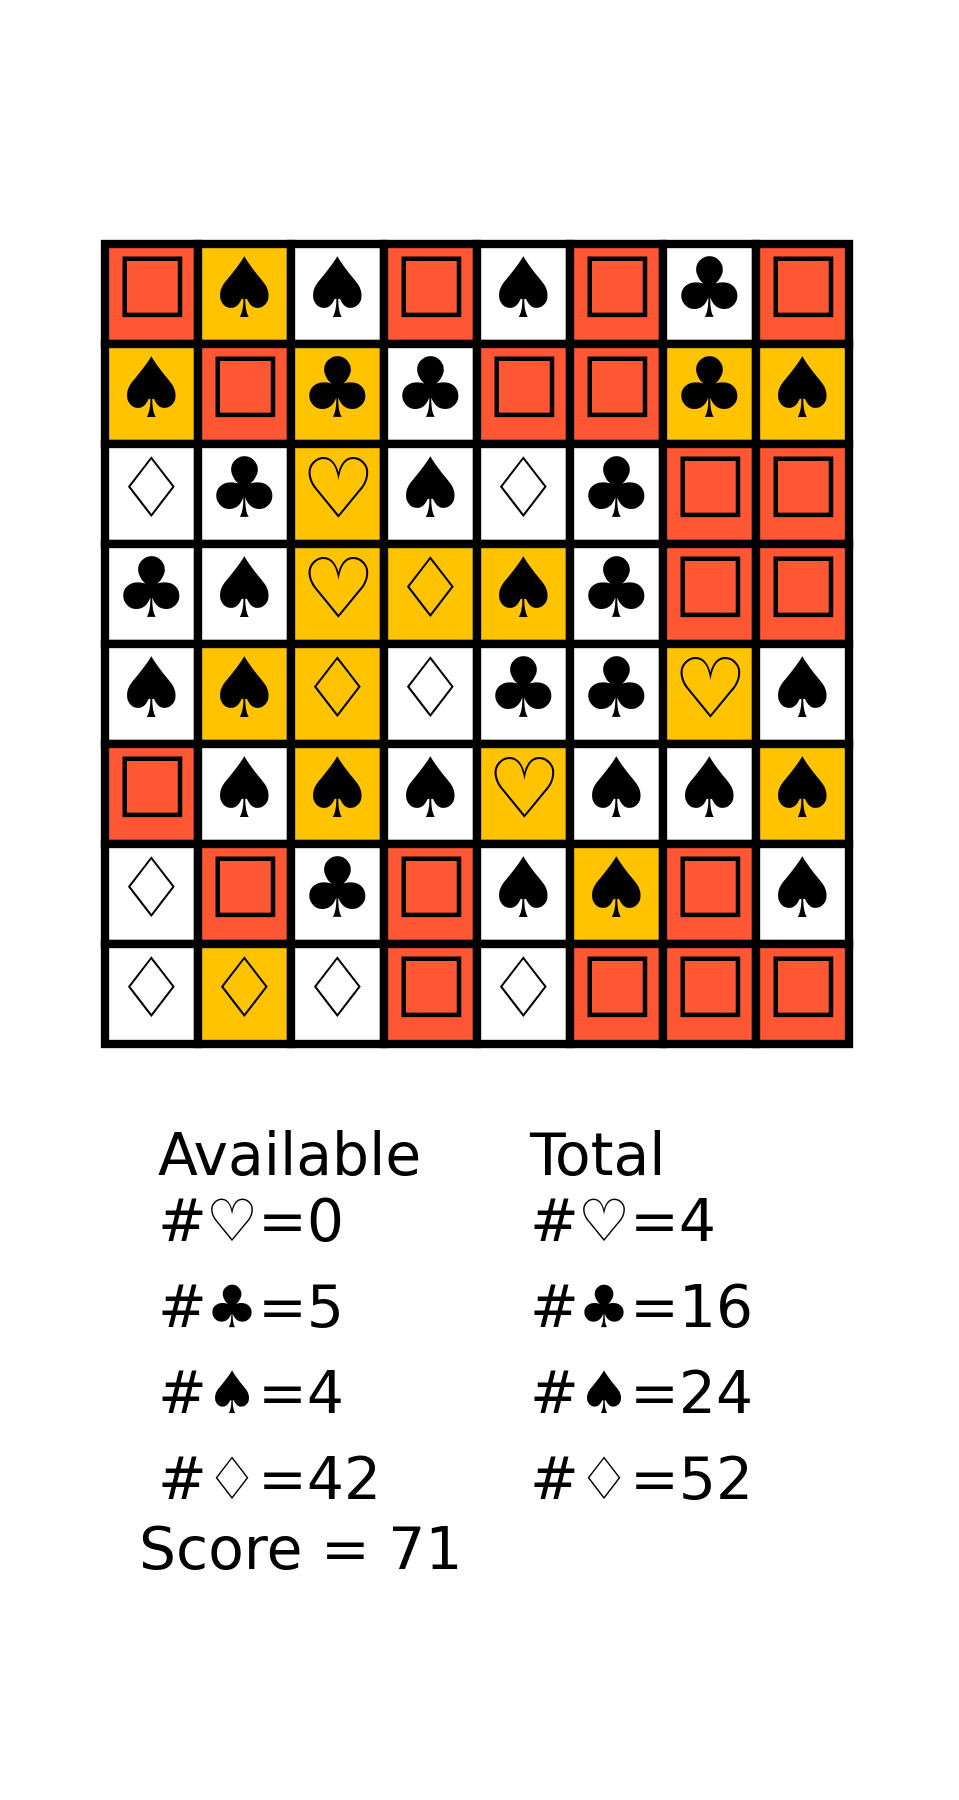 □ ♠ ♠ □ ♠ □ ♣ □
♠ □ ♣ ♣ □ □ ♣ ♠
♢ ♣ ♡ ♠ ♢ ♣ □ □
♣ ♠ ♡ ♢ ♠ ♣ □ □
♠ ♠ ♢ ♢ ♣ ♣ ♡ ♠
□ ♠ ♠ ♠ ♡ ♠ ♠ ♠
♢ □ ♣ □ ♠ ♠ □ ♠
♢ ♢ ♢ □ ♢ □ □ □
Available Total
#♡=0 #♡=4
#♣=5 #♣=16
#♠=4 #♠=24
#♢=42 #♢=52
Score = 71